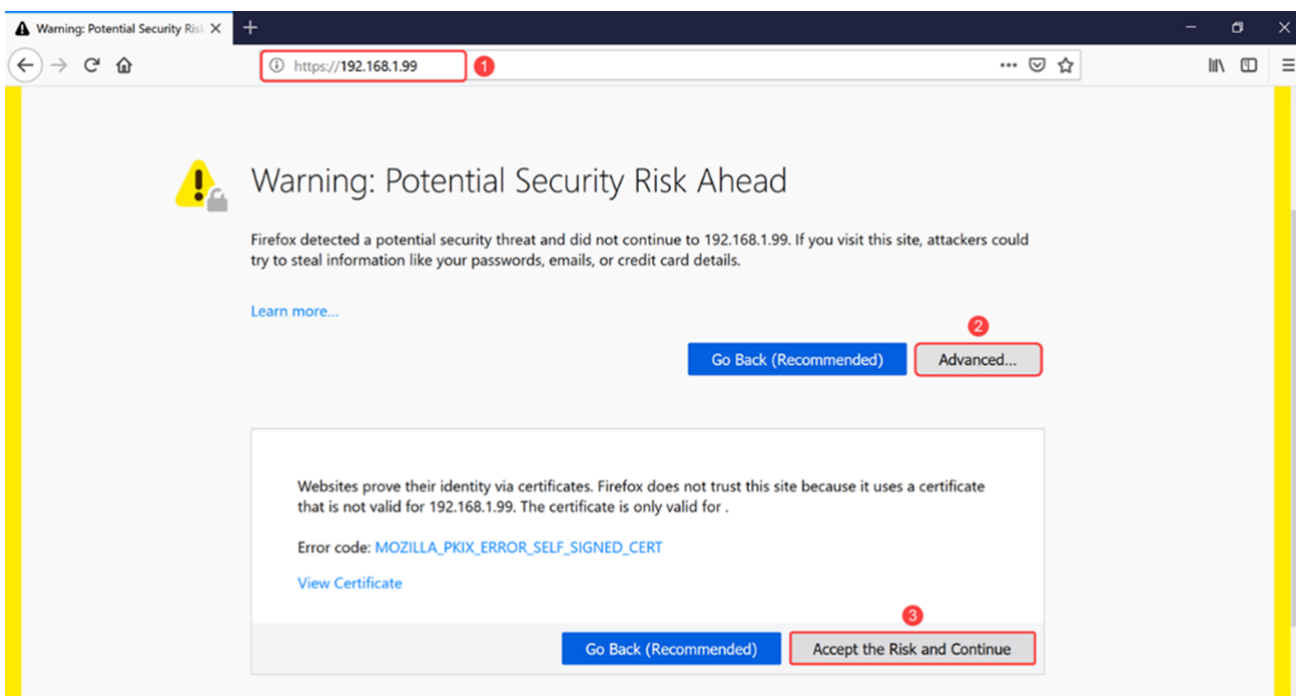 Warning: Potential Security Ris
https://192.168.1.99
1
Warning: Potential Security Risk Ahead
Firefox detected a potential security threat and did not continue to 192.168.1.99. If you visit this site, attackers could
try to steal information like your passwords, emails, or credit card details.
Learn more...
2
Go Back (Recommended) Advanced...
Websites prove their identity via certificates. Firefox does not trust this site because it uses a certificate
that is not valid for 192.168.1.99. The certificate is only valid for .
Error code: MOZILLA_PKIX_ERROR_SELF_SIGNED_CERT
View Certificate
3
Go Back (Recommended) Accept the Risk and Continue